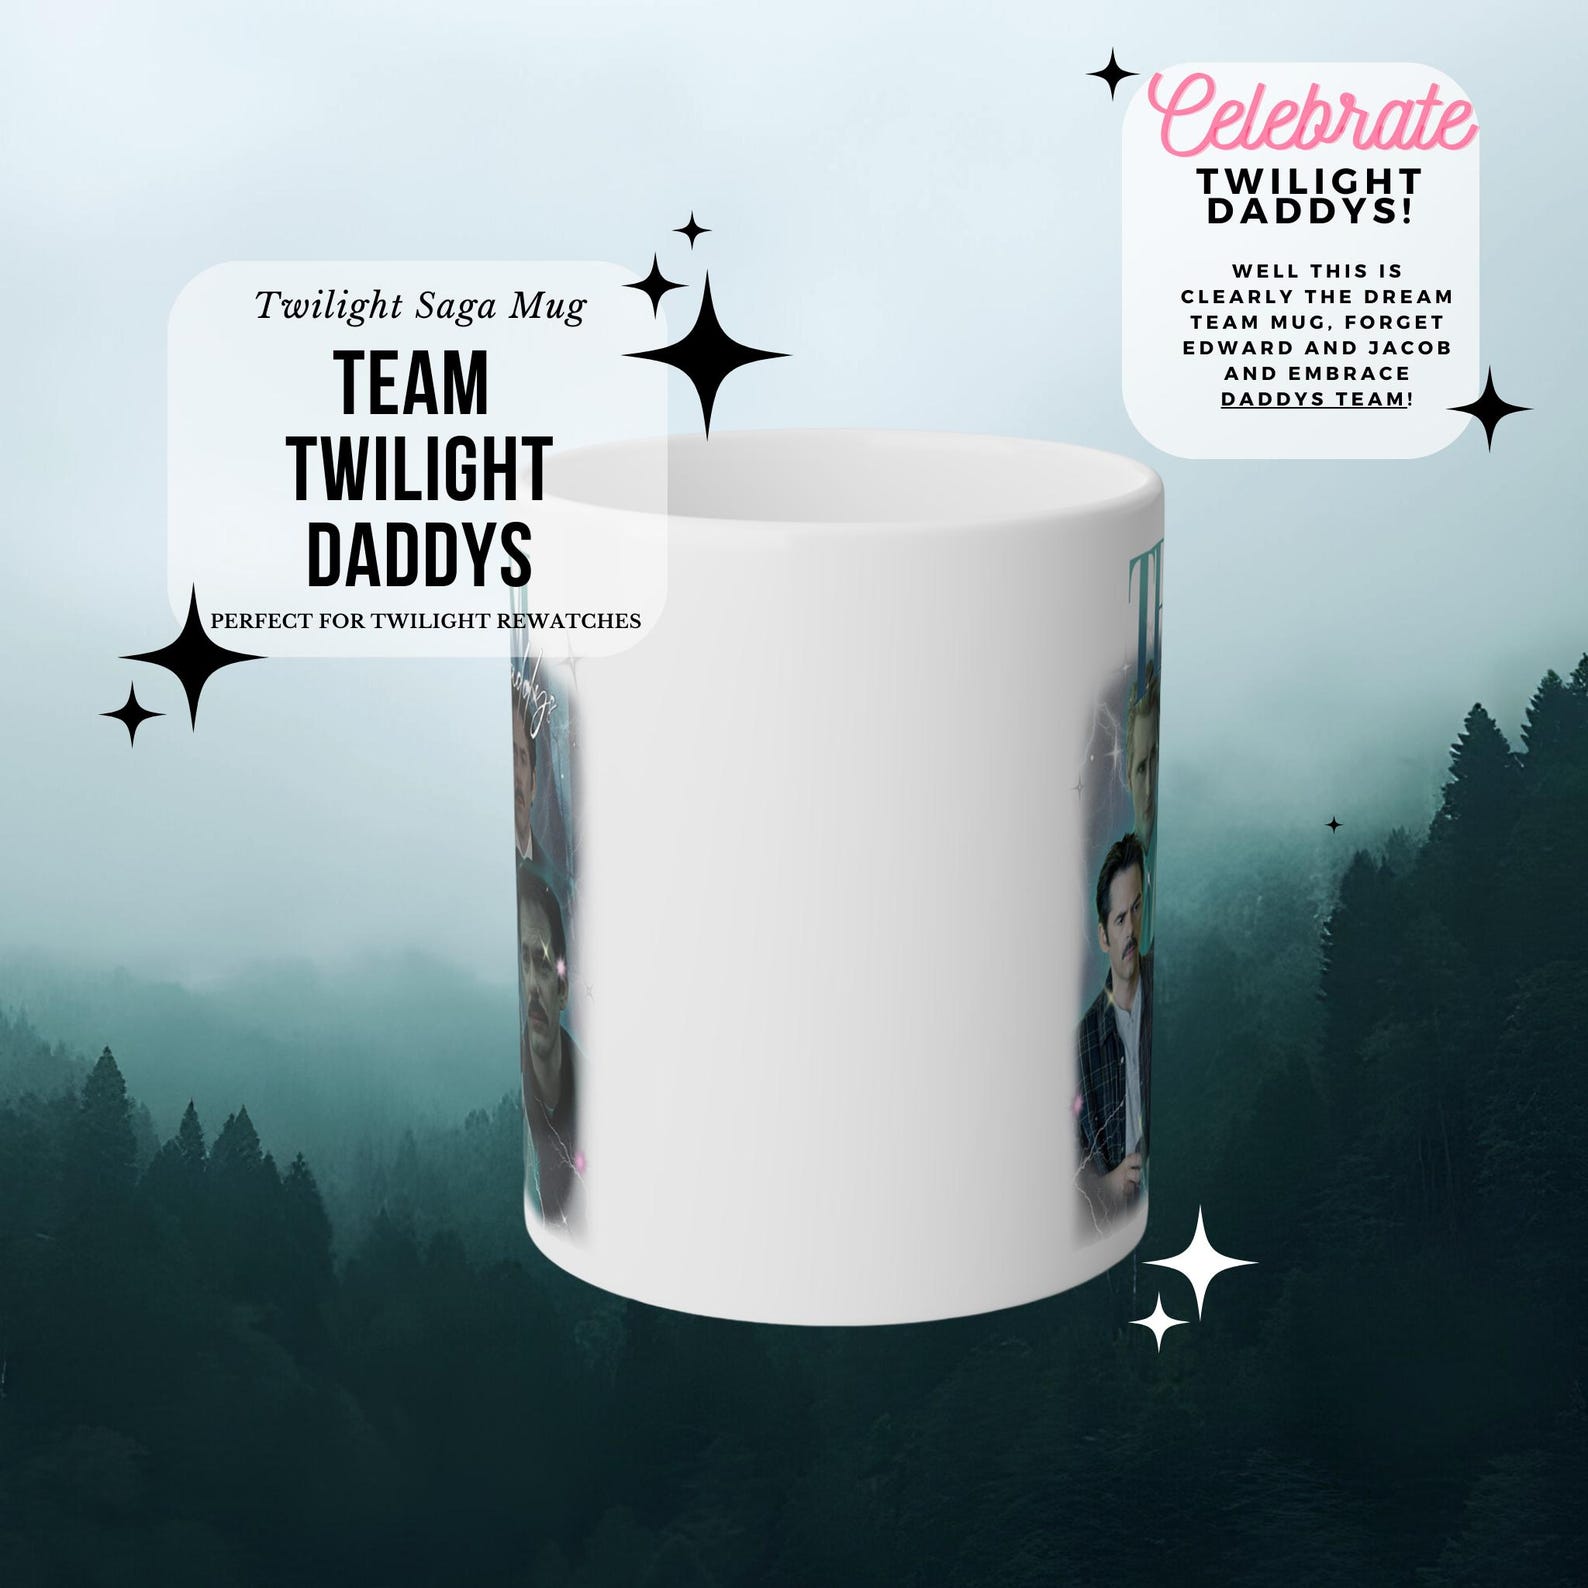 Celebrate
TWILIGHT
DADDYS!
WELL THIS IS
CLEARLY THE DREAM
TEAM MUG, FORGET
EDWARD AND JACOB
AND EMBRACE
DADDYS TEAM!
Twilight Saga Mug
TEAM
TWILIGHT
DADDYS
PERFECT FOR TWILIGHT REWATCHES